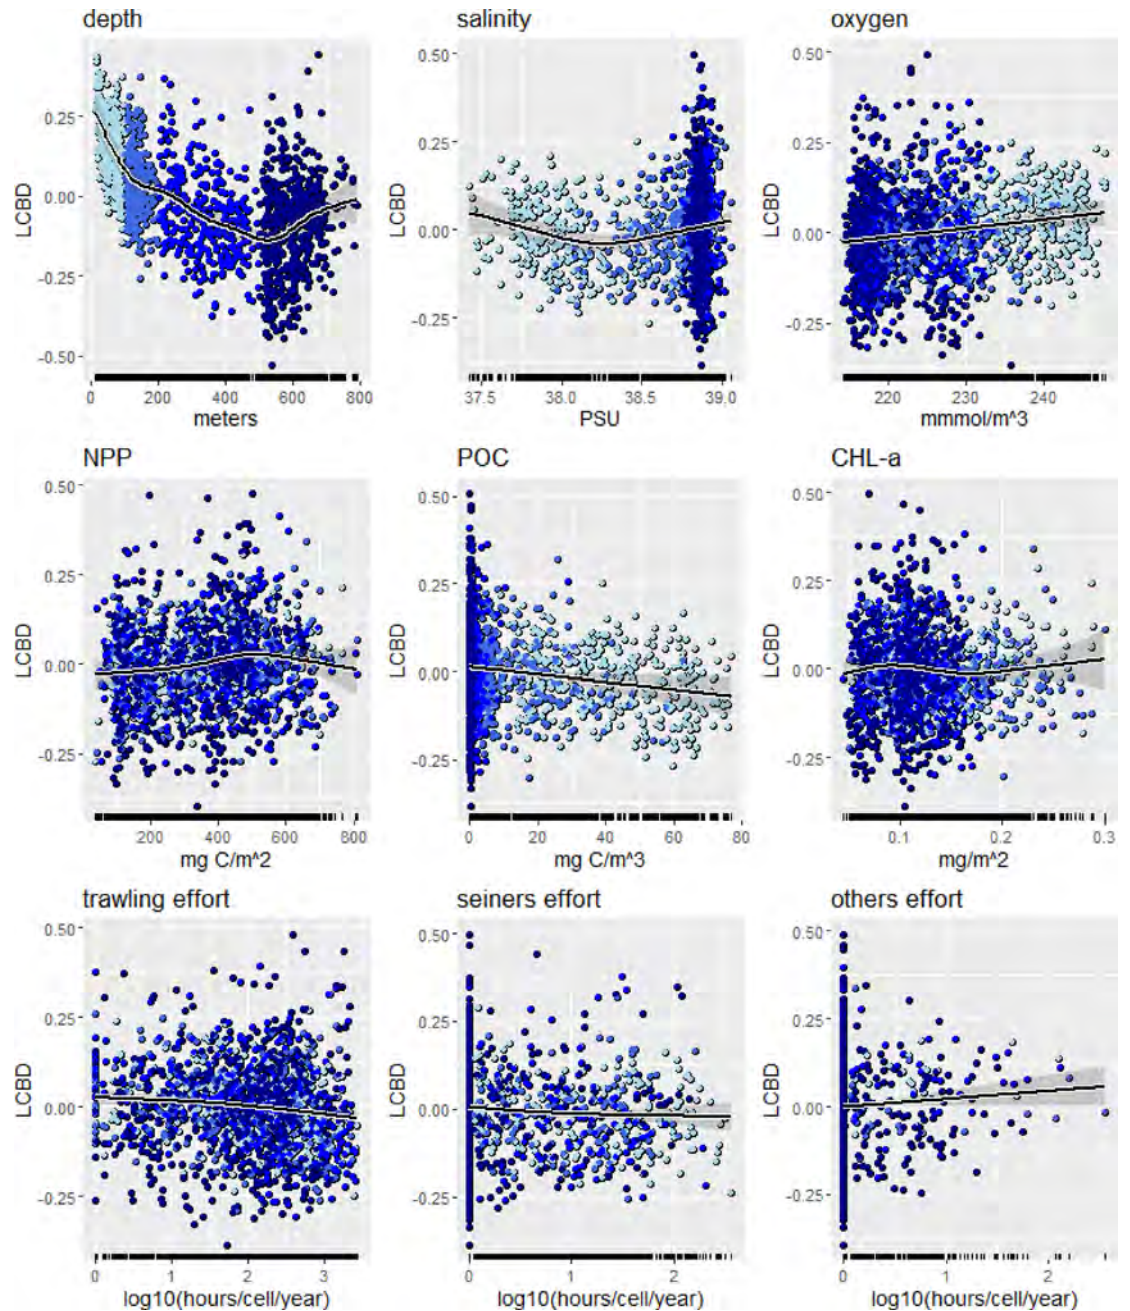 depth
salinity
oxygen
LCBD
0.25
0.00
-0.25
-0.50
0
200
400
600
800
meters
LCBD
0.50
0.25
0.00
-0.25
37.5
38.0
38.5
39.0
PSU
LCBD
0.50
0.25
0.00
-0.25
220
230
240
mmmol/m^3
NPP
POC
CHL-a
LCBD
0.50
0.25
0.00
-0.25
200
400
600
800
mg C/m^2
LCBD
0.50
0.25
0.00
-0.25
0
20
40
60
80
mg C/m^3
LCBD
0.50
0.25
0.00
-0.25
0.1
0.2
0.3
mg/m^2
trawling effort
seiners effort
others effort
LCBD
0.50
0.25
0.00
-0.25
0
1
2
3
log10(hours/cell/year)
LCBD
0.50
0.25
0.00
-0.25
0
1
2
log10(hours/cell/year)
LCBD
0.50
0.25
0.00
-0.25
0
1
2
log10(hours/cell/year)